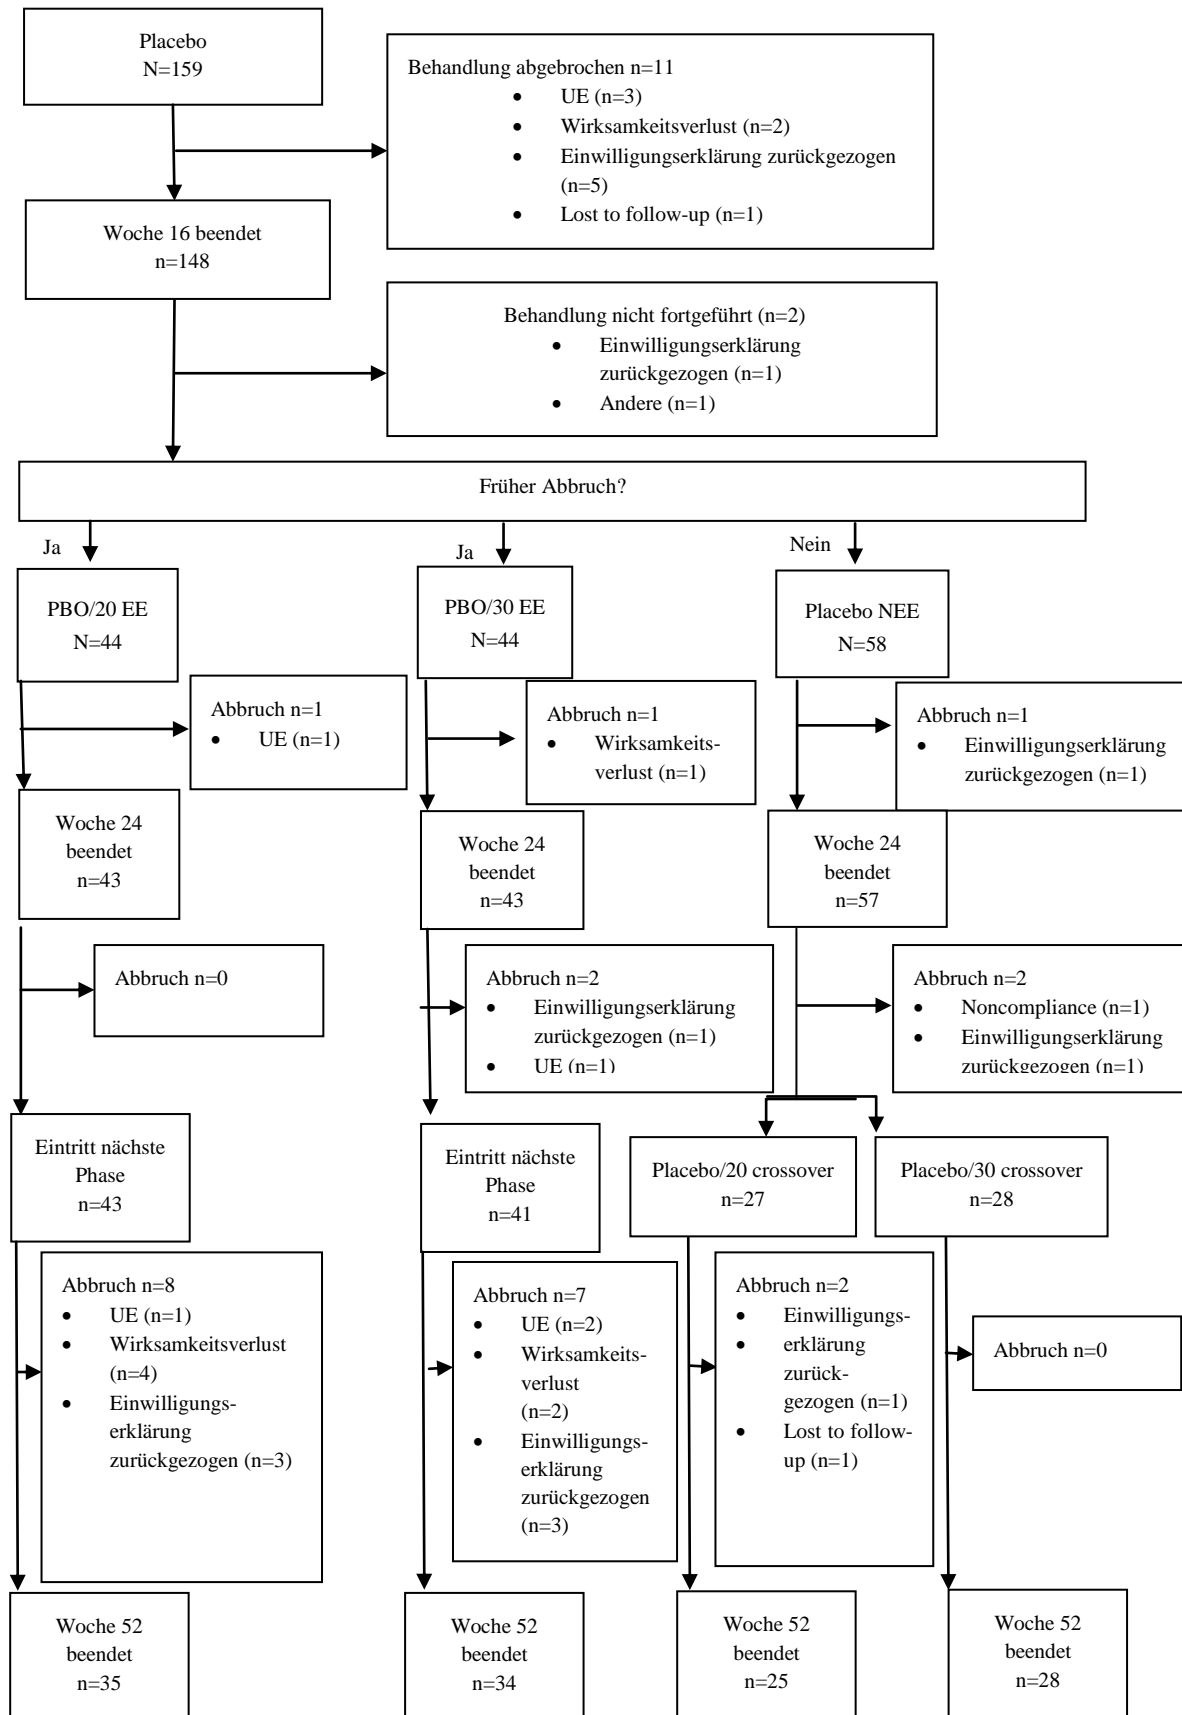 Placebo
N=159
Behandlung abgebrochen n=11
• UE (n=3)
• Wirksamkeitsverlust (n=2)
• Einwilligungserklärung zurückgezogen
(n=5)
• Lost to follow-up (n=1)
Woche 16 beendet
n=148
Behandlung nicht fortgeführt (n=2)
• Einwilligungserklärung
zurückgezogen (n=1)
• Andere (n=1)
Früher Abbruch?
Ja
Ja
Nein
PBO/20 EE
N=44
PBO/30 EE
N=44
Placebo NEE
N=58
Abbruch n=1
• UE (n=1)
Abbruch n=1
• Wirksamkeits-
verlust (n=1)
Abbruch n=1
• Einwilligungserklärung
zurückgezogen (n=1)
Woche 24
beendet
n=43
Woche 24
beendet
n=43
Woche 24
beendet
n=57
Abbruch n=0
Abbruch n=2
• Einwilligungserklärung
zurückgezogen (n=1)
• UE (n=1)
Abbruch n=2
• Noncompliance (n=1)
• Einwilligungserklärung
zurückgezogen (n=1)
Eintritt nächste
Phase
n=43
Eintritt nächste
Phase
n=41
Placebo/20 crossover
n=27
Placebo/30 crossover
n=28
Abbruch n=8
• UE (n=1)
• Wirksamkeitsverlust
(n=4)
• Einwilligungs-
erklärung
zurückgezogen (n=3)
Abbruch n=7
• UE (n=2)
• Wirksamkeits-
verlust
(n=2)
• Einwilligungs-
erklärung
zurückgezogen
(n=3)
Abbruch n=2
• Einwilligungs-
• erklärung
zurück-
gezogen (n=1)
• Lost to follow-
up (n=1)
Abbruch n=0
Woche 52
beendet
n=35
Woche 52
beendet
n=34
Woche 52
beendet
n=25
Woche 52
beendet
n=28